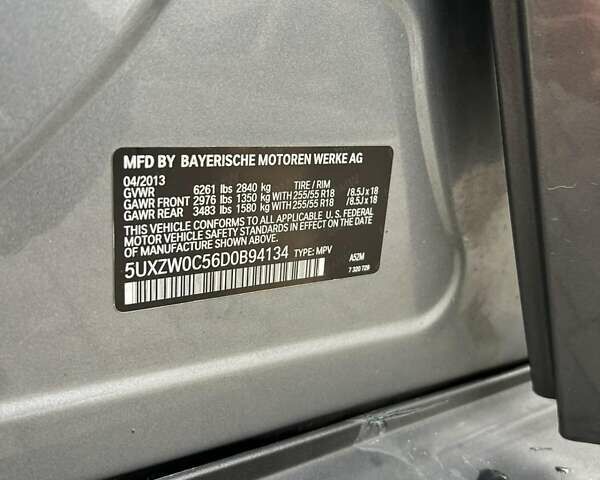 MFD BY BAYERISCHE MOTOREN WERKE AG
04/2013
GVWR 6261 lbs 2840 kg TIRE / RIM
GAWR FRONT 2976 lbs 1350 kg WITH 255/55 R18 / 8.5J x 18
GAWR REAR 3483 lbs 1580 kg WITH 255/55 R18 / 8.5J x 18
THIS VEHICLE CONFORMS TO ALL APPLICABLE U. S. FEDERAL
MOTOR VEHICLE SAFETY STANDARDS IN EFFECT ON THE
DATE OF MANUFACTURE SHOWN ABOVE.
5UXZW0C56D0B94134 TYPE: MPV A5ZM
7 320 729